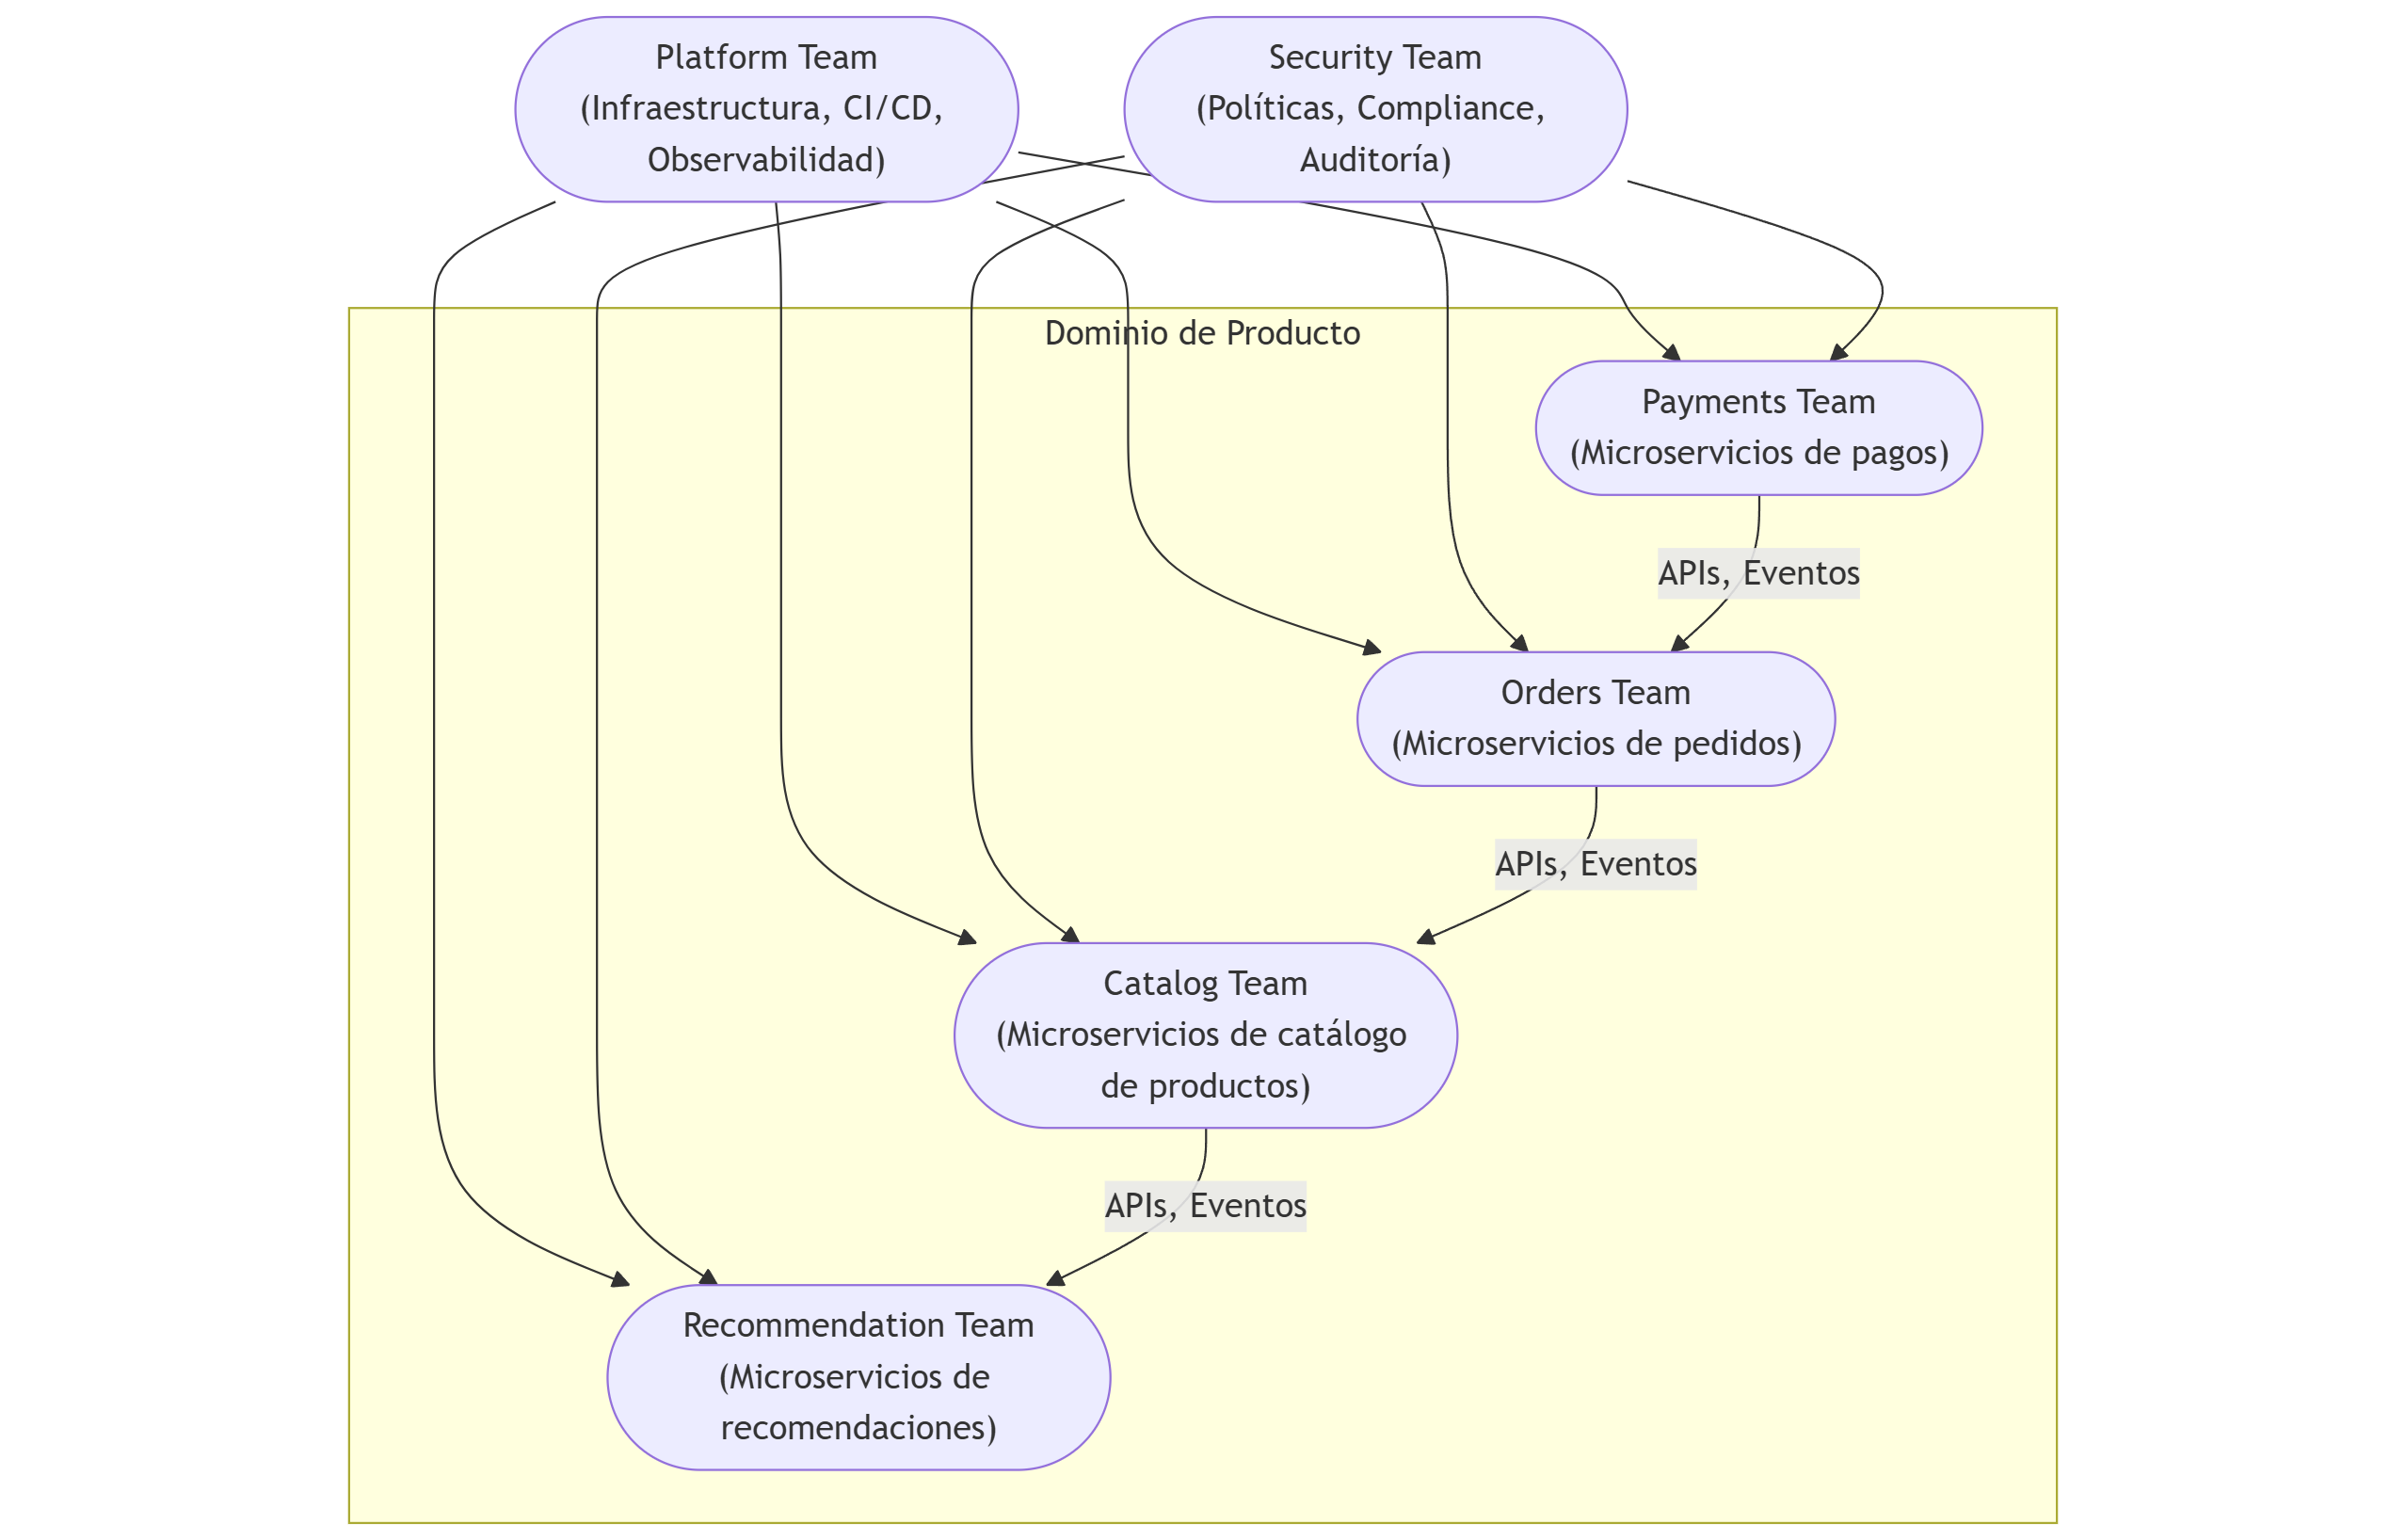 Platform Team
(Infraestructura, CI/CD,
Observabilidad)
Security Team
(Políticas, Compliance,
Auditoría)
Dominio de Producto
Payments Team
(Microservicios de pagos)
APIs, Eventos
Orders Team
(Microservicios de pedidos)
APIs, Eventos
Catalog Team
(Microservicios de catálogo
de productos)
APIs, Eventos
Recommendation Team
(Microservicios de
recomendaciones)